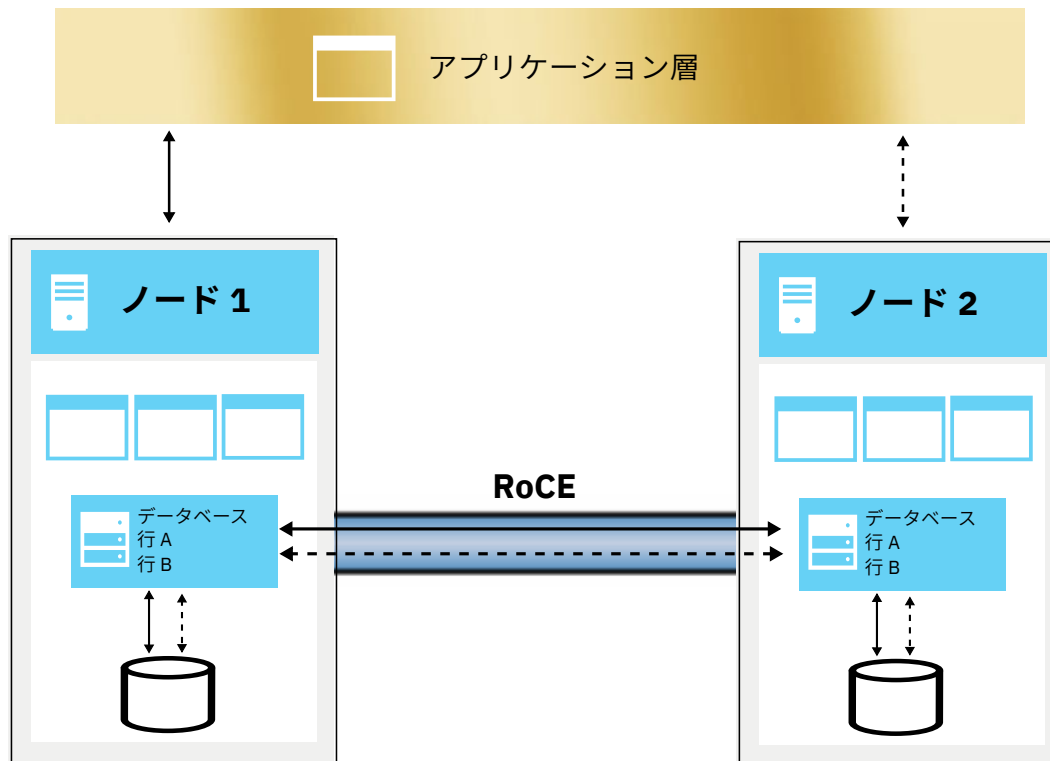 アプリケーション層
ノード 1
ノード 2
RoCE
データベース
行 A
行 B
データベース
行 A
行 B